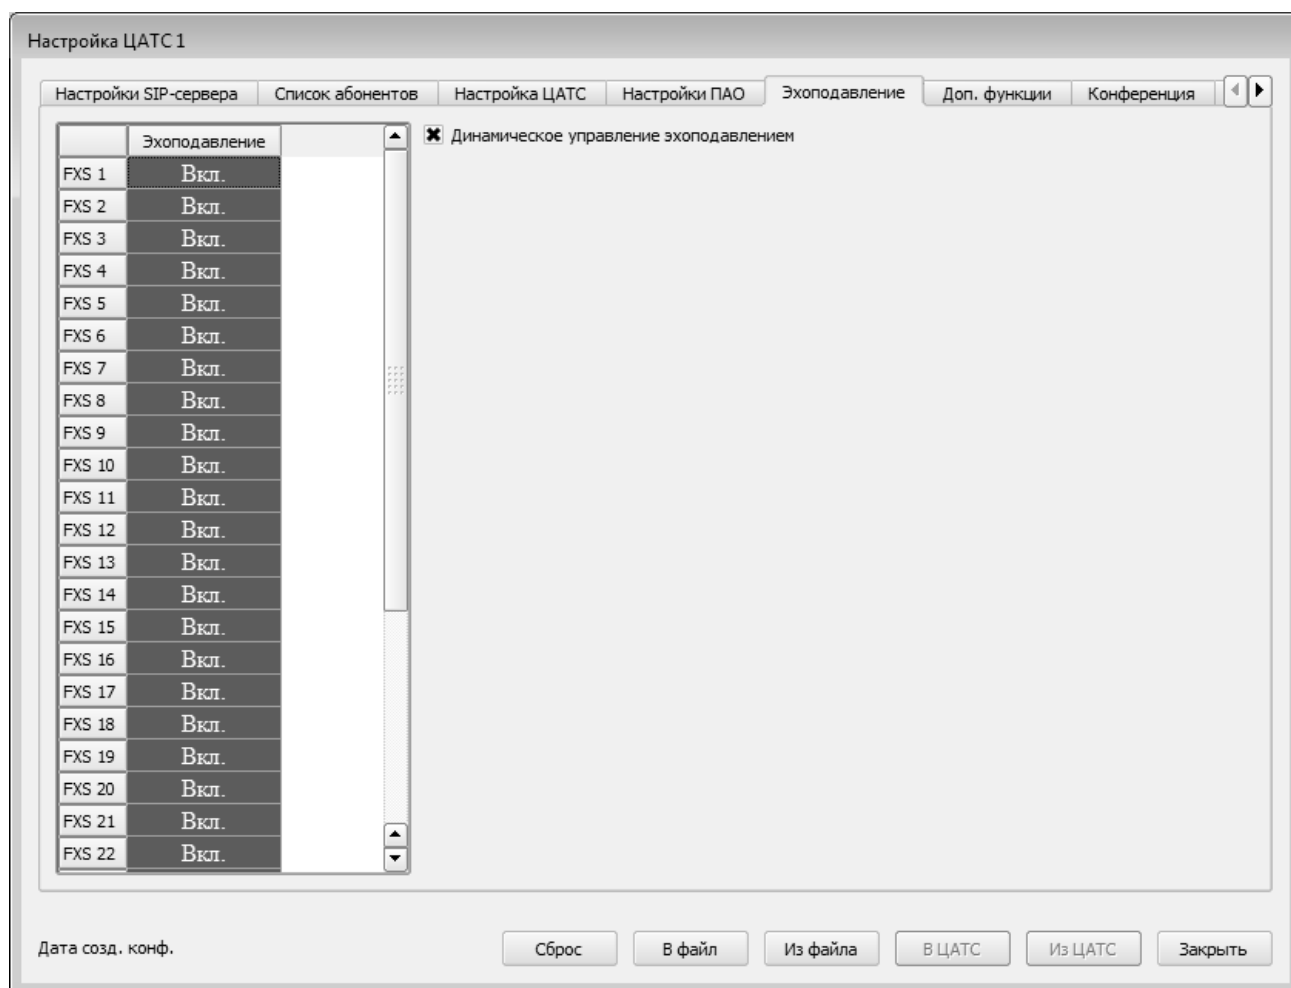 Настройка ЦАТС 1
Настройки SIP-сервера Список абонентов Настройка ЦАТС Настройки ПАО Эхоподавление Доп. функции Конференция
Эхоподавление
Динамическое управление эхоподавлением
FXS 1 Вкл.
FXS 2 Вкл.
FXS 3 Вкл.
FXS 4 Вкл.
FXS 5 Вкл.
FXS 6 Вкл.
FXS 7 Вкл.
FXS 8 Вкл.
FXS 9 Вкл.
FXS 10 Вкл.
FXS 11 Вкл.
FXS 12 Вкл.
FXS 13 Вкл.
FXS 14 Вкл.
FXS 15 Вкл.
FXS 16 Вкл.
FXS 17 Вкл.
FXS 18 Вкл.
FXS 19 Вкл.
FXS 20 Вкл.
FXS 21 Вкл.
FXS 22 Вкл.
Дата созд. конф. Сброс В файл Из файла В ЦАТС Из ЦАТС Закрыть